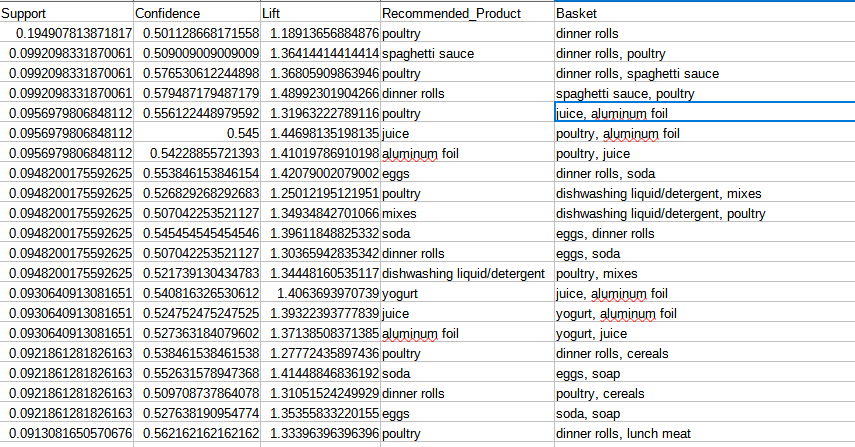 Support Confidence Lift Recommended_Product Basket
0.194907813871817 0.501128668171558 1.18913656884876 poultry dinner rolls
0.0992098331870061 0.509009009009009 1.36414414414414 spaghetti sauce dinner rolls, poultry
0.0992098331870061 0.576530612244898 1.36805909863946 poultry dinner rolls, spaghetti sauce
0.0992098331870061 0.579487179487179 1.48992301904266 dinner rolls spaghetti sauce, poultry
0.0956979806848112 0.556122448979592 1.31963222789116 poultry juice, aluminum foil
0.0956979806848112 0.545 1.44698135198135 juice poultry, aluminum foil
0.0956979806848112 0.54228855721393 1.41019786910198 aluminum foil poultry, juice
0.0948200175592625 0.553846153846154 1.42079002079002 eggs dinner rolls, soda
0.0948200175592625 0.526829268292683 1.25012195121951 poultry dishwashing liquid/detergent, mixes
0.0948200175592625 0.507042253521127 1.34934842701066 mixes dishwashing liquid/detergent, poultry
0.0948200175592625 0.545454545454546 1.39611848825332 soda eggs, dinner rolls
0.0948200175592625 0.507042253521127 1.30365942835342 dinner rolls eggs, soda
0.0948200175592625 0.521739130434783 1.34448160535117 dishwashing liquid/detergent poultry, mixes
0.0930640913081651 0.540816326530612 1.4063693970739 yogurt juice, aluminum foil
0.0930640913081651 0.524752475247525 1.39322393777839 juice yogurt, aluminum foil
0.0930640913081651 0.527363184079602 1.37138508371385 aluminum foil yogurt, juice
0.0921861281826163 0.538461538461538 1.27772435897436 poultry dinner rolls, cereals
0.0921861281826163 0.552631578947368 1.41448846836192 soda eggs, soap
0.0921861281826163 0.509708737864078 1.31051524249929 dinner rolls poultry, cereals
0.0921861281826163 0.527638190954774 1.35355833220155 eggs soda, soap
0.0913081650570676 0.562162162162162 1.33396396396396 poultry dinner rolls, lunch meat